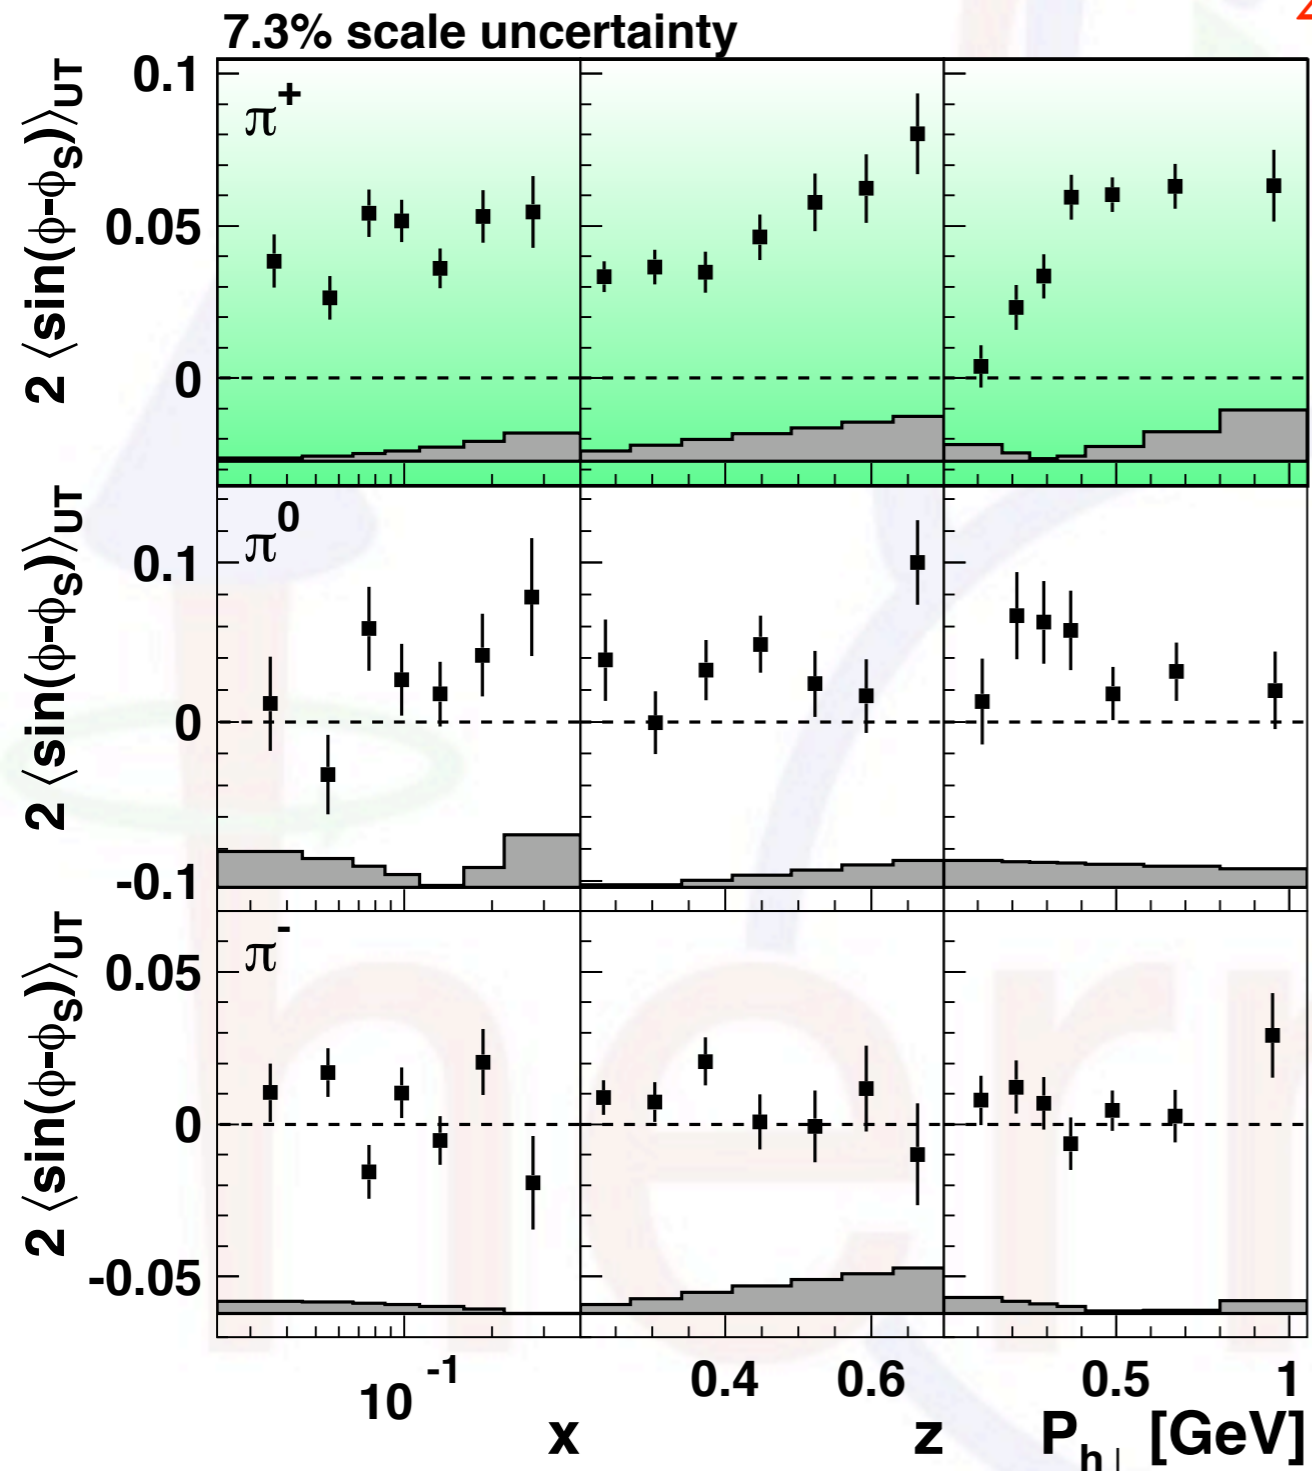 7.3% scale uncertainty
2 ⟨sin(ϕ-ϕS)⟩UT
0.1
0.05
0
π+
2 ⟨sin(ϕ-ϕS)⟩UT
0.1
0
-0.1
π0
2 ⟨sin(ϕ-ϕS)⟩UT
0.05
0
-0.05
π-
10-1
0.4
0.6
0.5
1
x
z
Ph⊥ [GeV]